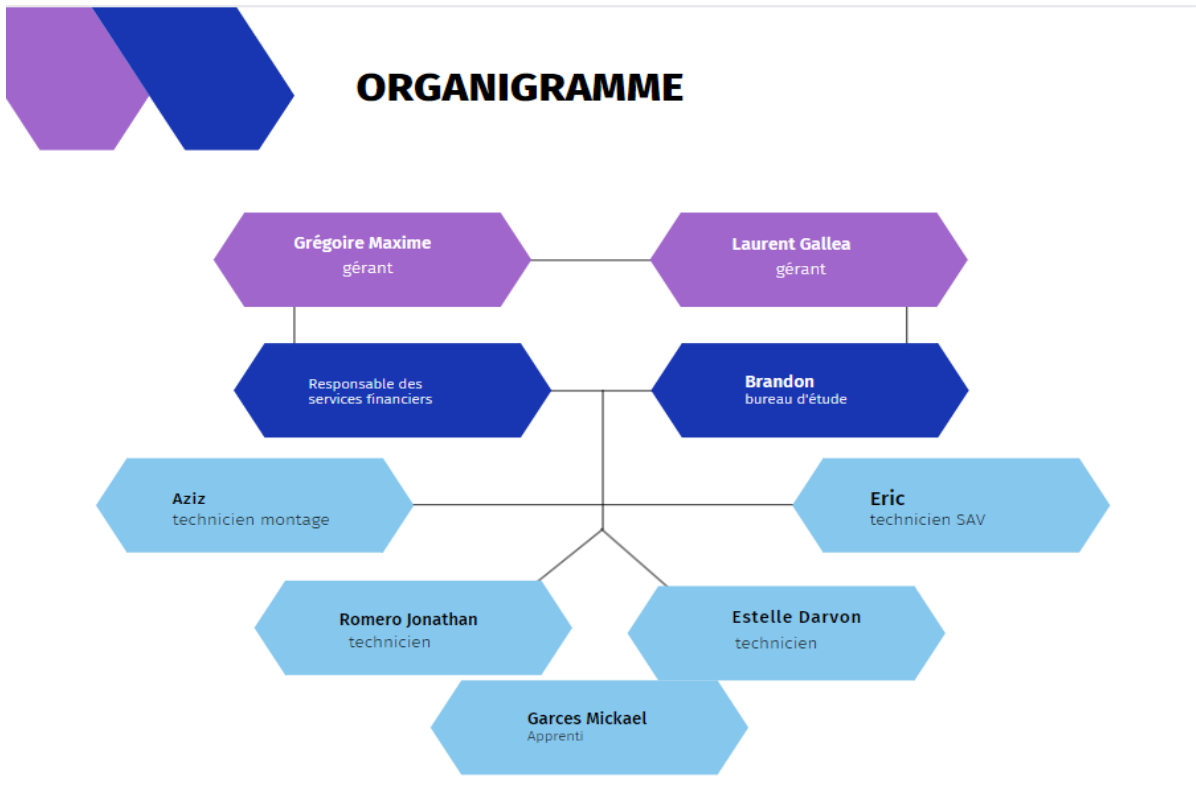 ORGANIGRAMME
Grégoire Maxime
gérant
Laurent Gallea
gérant
Responsable des
services financiers
Brandon
bureau d'étude
Aziz
technicien montage
Eric
technicien SAV
Romero Jonathan
technicien
Estelle Darvon
technicien
Garces Mickael
Apprenti